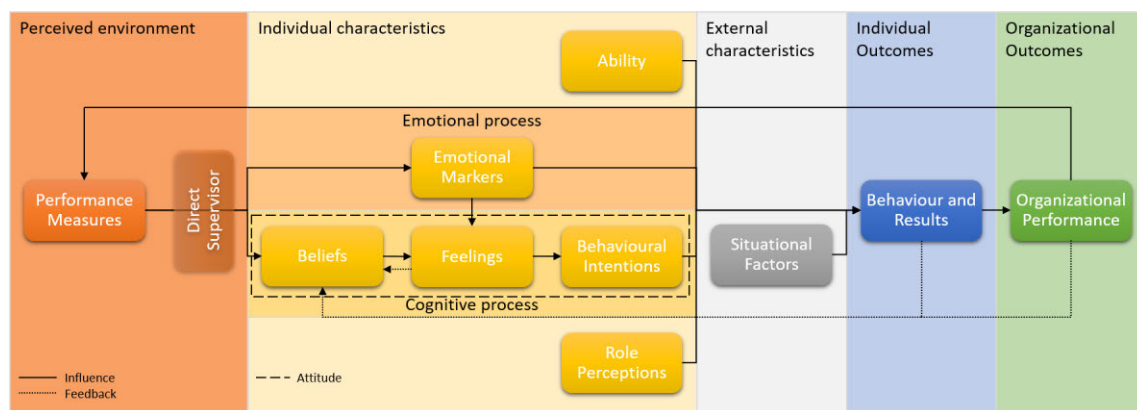 Perceived environment
Individual characteristics
External
characteristics
Individual
Outcomes
Organizational
Outcomes
Ability
Emotional process
Emotional
Markers
Performance
Measures
Direct
Supervisor
Behaviour and
Results
Organizational
Performance
Beliefs
Feelings
Behavioural
Intentions
Situational
Factors
Cognitive process
Role
Perceptions
Influence
Feedback
Attitude